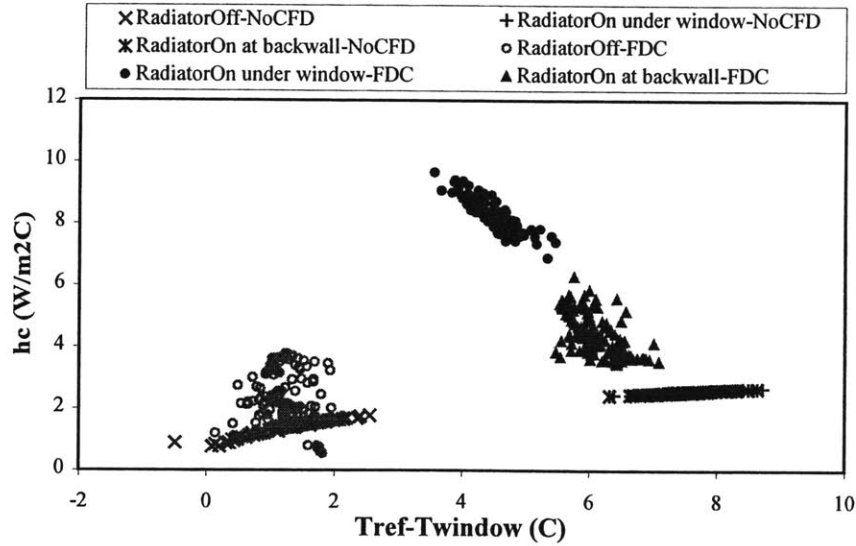 RadiatorOff-NoCFD
RadiatorOn under window-NoCFD
RadiatorOn at backwall-NoCFD
RadiatorOff-FDC
RadiatorOn under window-FDC
RadiatorOn at backwall-FDC
12
10
8
6
4
2
0
hc (W/m2C)
-2 0 2 4 6 8 10
Tref-Twindow (C)